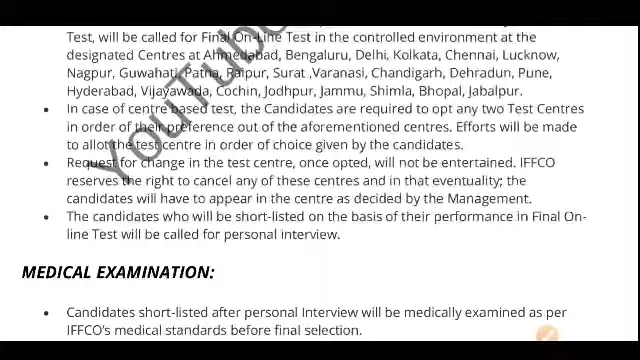 Test, will be called for Final On-Line Test in the controlled environment at the
designated Centres at Ahmedabad, Bengaluru, Delhi, Kolkata, Chennai, Lucknow,
Nagpur, Guwahati, Patna, Raipur, Surat ,Varanasi, Chandigarh, Dehradun, Pune,
Hyderabad, Vijayawada, Cochin, Jodhpur, Jammu, Shimla, Bhopal, Jabalpur.
• In case of centre based test, the Candidates are required to opt any two Test Centres
in order of their preference out of the aforementioned centres. Efforts will be made
to allot the test centre in order of choice given by the candidates.
• Request for change in the test centre, once opted, will not be entertained. IFFCO
reserves the right to cancel any of these centres and in that eventuality; the
candidates will have to appear in the centre as decided by the Management.
• The candidates who will be short-listed on the basis of their performance in Final On-
line Test will be called for personal interview.
MEDICAL EXAMINATION:
• Candidates short-listed after personal Interview will be medically examined as per
IFFCO's medical standards before final selection.
YouTube